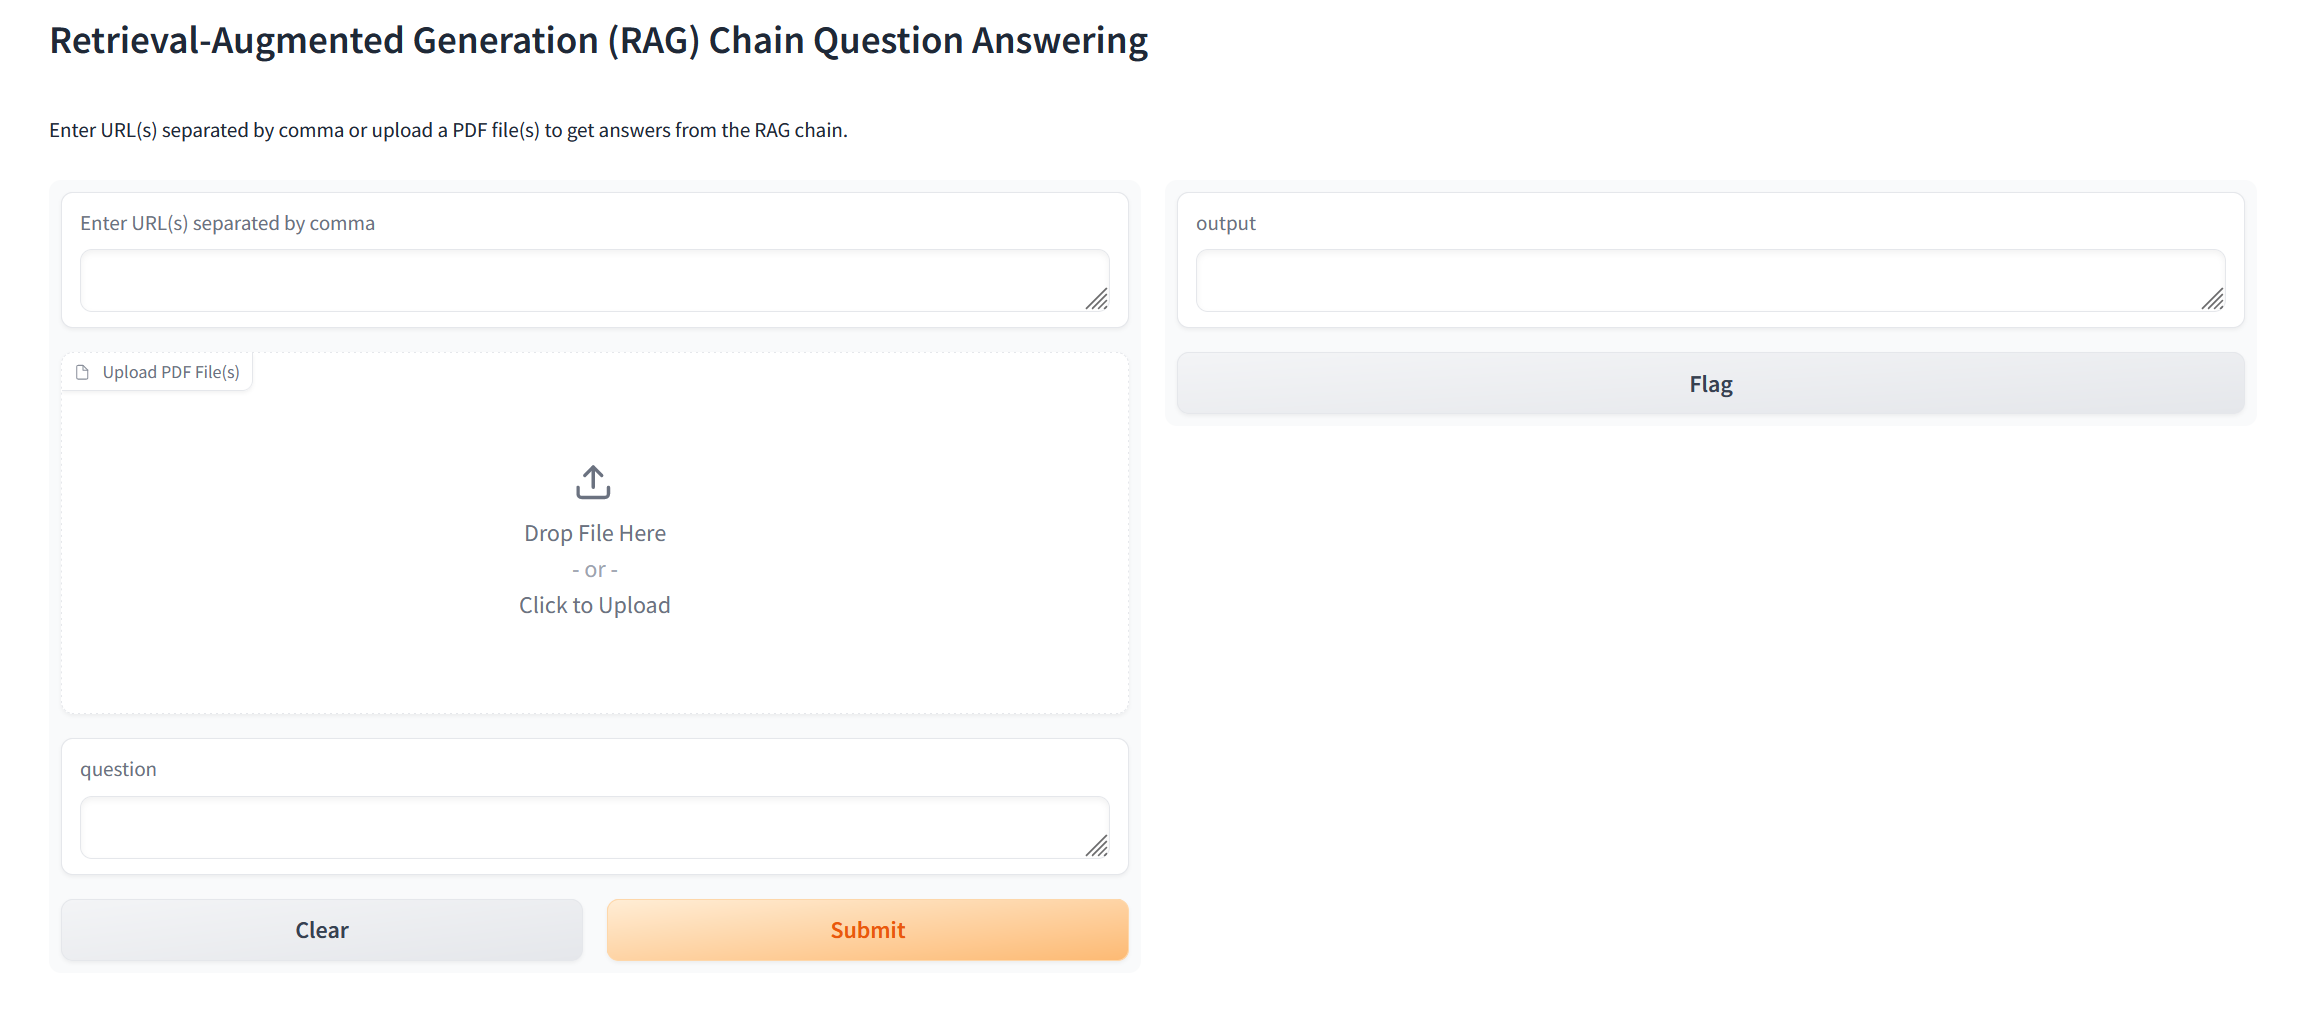 Retrieval-Augmented Generation (RAG) Chain Question Answering
Enter URL(s) separated by comma or upload a PDF file(s) to get answers from the RAG chain.
Enter URL(s) separated by comma
Upload PDF File(s)
Drop File Here
- or -
Click to Upload
question
Clear
Submit
output
Flag